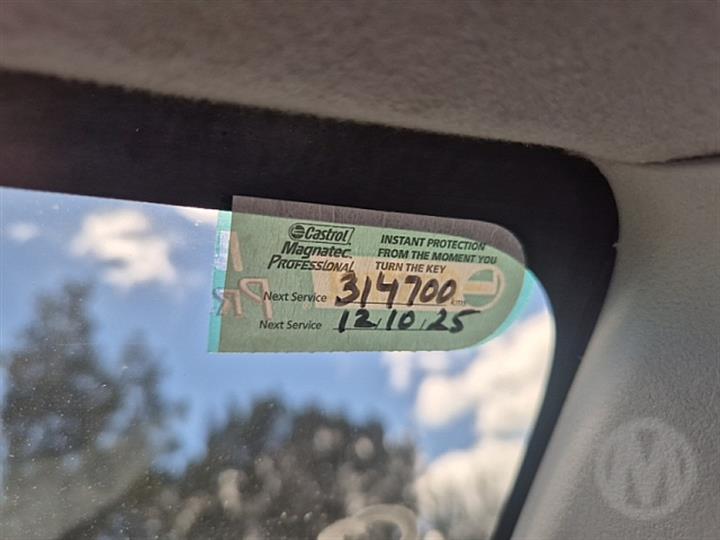 Castrol
Magnatec
PROFESSIONAL
INSTANT PROTECTION
FROM THE MOMENT YOU
TURN THE KEY
Next Service 314700 kms
Next Service 12/10/25
M